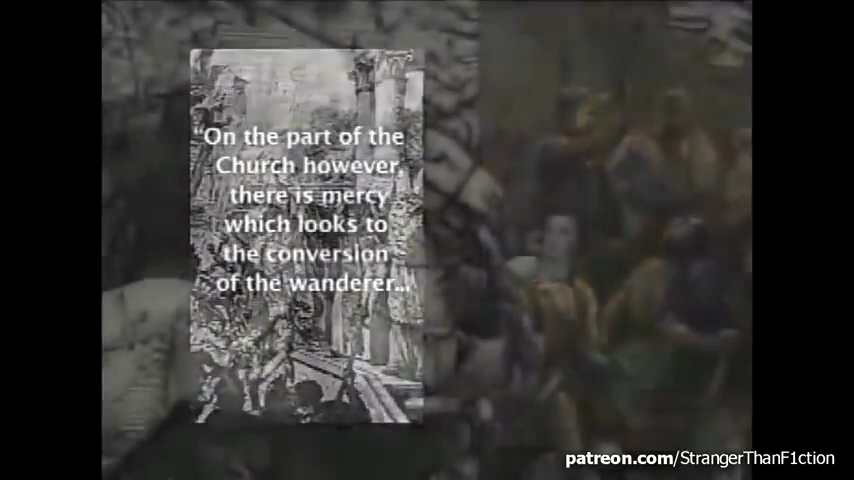 “On the part of the
Church however,
there is mercy
which looks to
the conversion
of the wanderer...
patreon.com/StrangerThanF1ction